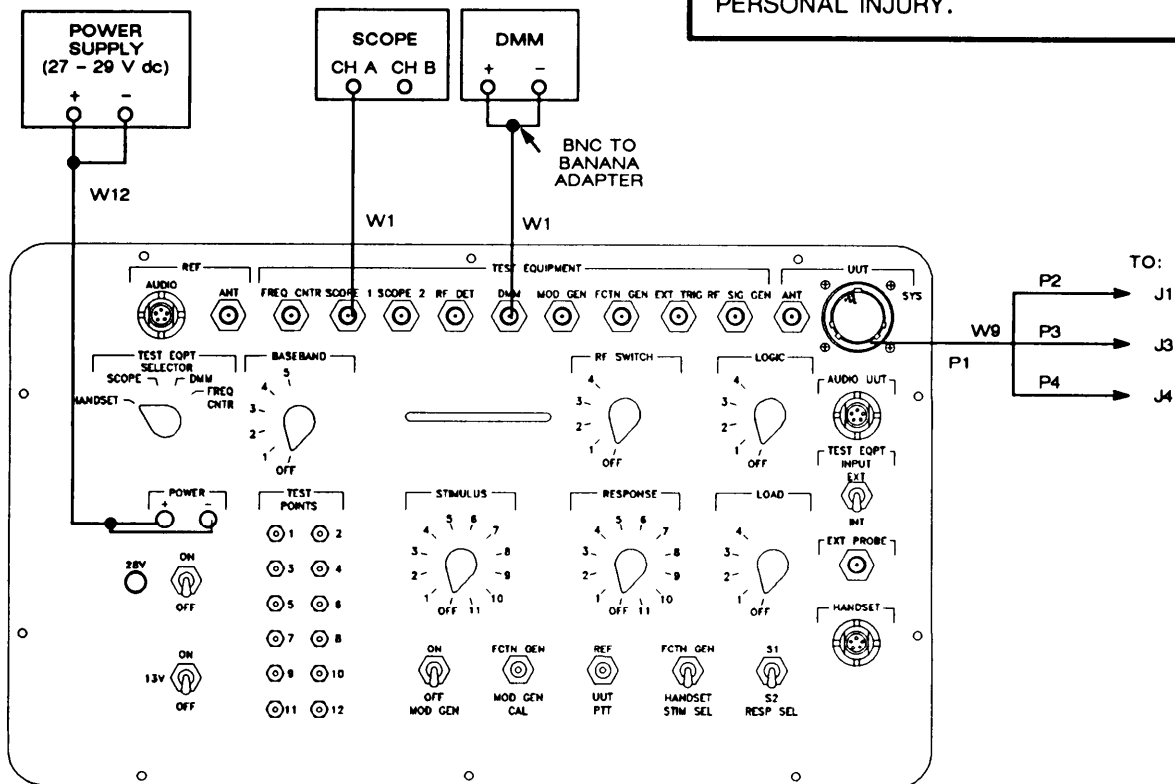 PERSONAL INJURY.
POWER
SUPPLY
(27 – 29 V dc)
+ –
SCOPE
CH A CH B
DMM
+ –
BNC TO
BANANA
ADAPTER
W12
W1
W1
REF
TEST EQUIPMENT
UUT
AUDIO
ANT
FREQ CNTR
SCOPE 1
SCOPE 2
RF DET
DMM
MOD GEN
FCTN GEN
EXT TRIG
RF SIG GEN
ANT
SYS
TO:
P2
J1
W9
P3
J3
P1
P4
J4
TEST EQPT
SELECTOR
SCOPE
DMM
HANDSET
FREQ
CNTR
BASEBAND
5
4
3
2
1
OFF
RF SWITCH
4
3
2
1
OFF
LOGIC
4
3
2
1
OFF
AUDIO UUT
TEST EQPT
INPUT
EXT
INT
POWER
+ –
28V
ON
OFF
13V
ON
OFF
TEST
POINTS
1 2
3 4
5 6
7 8
9 10
11 12
STIMULUS
5 6
4 7
3 8
2 9
1 10
OFF 11
RESPONSE
5 6
4 7
3 8
2 9
1 10
OFF 11
LOAD
4
3
2
1
OFF
EXT PROBE
HANDSET
ON
OFF
MOD GEN
FCTN GEN
MOD GEN
CAL
REF
UUT
PTT
FCTN GEN
HANDSET
STIM SEL
S1
S2
RESP SEL